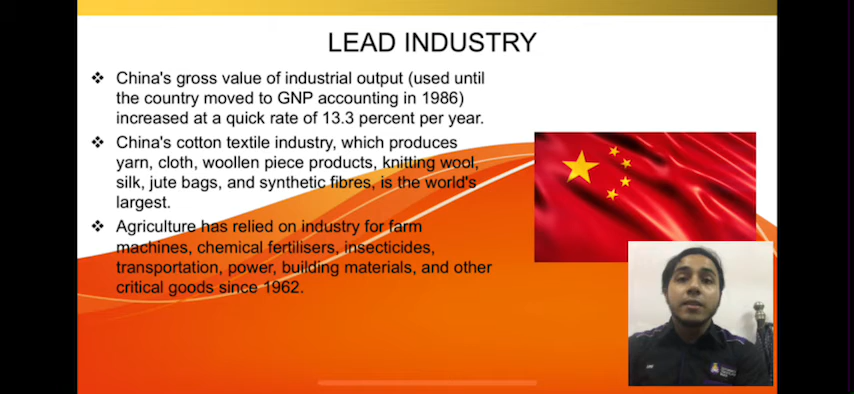 LEAD INDUSTRY
❖ China's gross value of industrial output (used until
the country moved to GNP accounting in 1986)
increased at a quick rate of 13.3 percent per year.
❖ China's cotton textile industry, which produces
yarn, cloth, woollen piece products, knitting wool,
silk, jute bags, and synthetic fibres, is the world's
largest.
❖ Agriculture has relied on industry for farm
machines, chemical fertilisers, insecticides,
transportation, power, building materials, and other
critical goods since 1962.